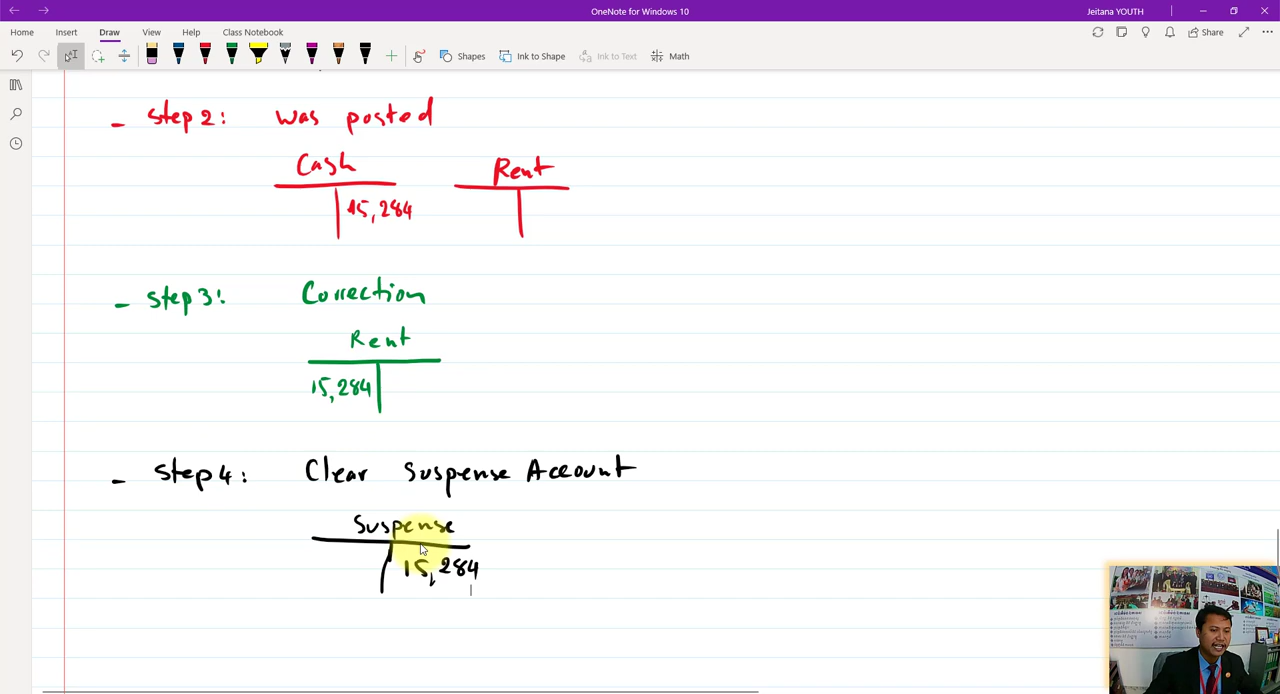 OneNote for Windows 10
Jeitana YOUTH
Home Insert Draw View Help Class Notebook
Share
Shapes Ink to Shape Ink to Text Math
- Step 2: was posted
Cash Rent
15,284
- Step 3: Correction
Rent
15,284
- Step 4: Clear Suspense Account
Suspense
15,284